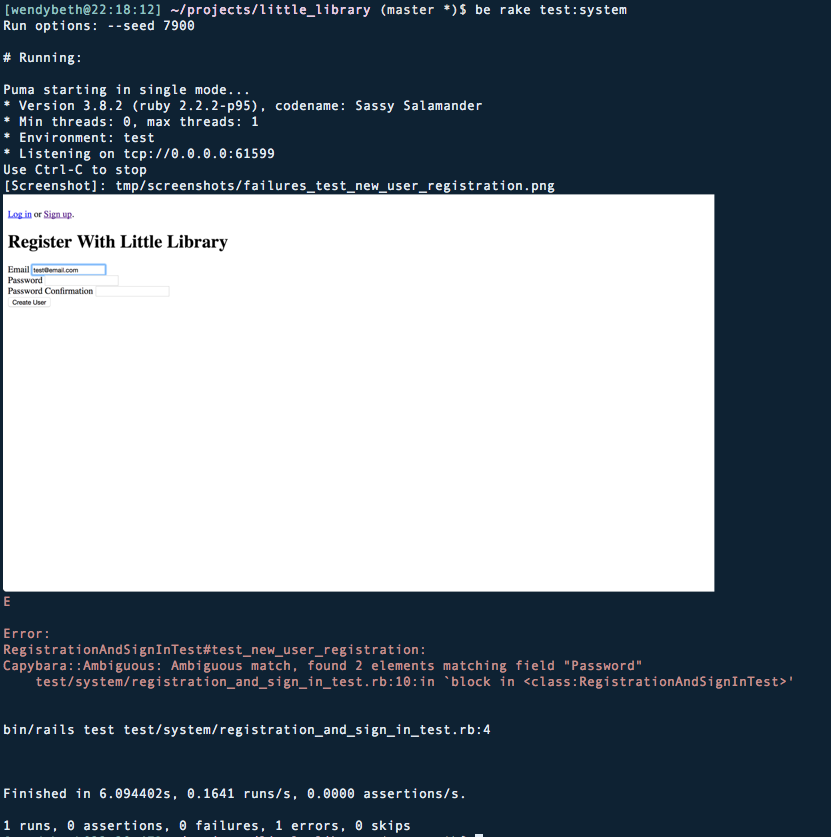 [wendybeth@22:18:12] ~/projects/little_library (master *)$ be rake test:system
Run options: --seed 7900
# Running:
Puma starting in single mode...
* Version 3.8.2 (ruby 2.2.2-p95), codename: Sassy Salamander
* Min threads: 0, max threads: 1
* Environment: test
* Listening on tcp://0.0.0.0:61599
Use Ctrl-C to stop
[Screenshot]: tmp/screenshots/failures_test_new_user_registration.png
Log in or Sign up.
Register With Little Library
Email test@email.com
Password
Password Confirmation
Create User
E
Error:
RegistrationAndSignInTest#test_new_user_registration:
Capybara::Ambiguous: Ambiguous match, found 2 elements matching field "Password"
test/system/registration_and_sign_in_test.rb:10:in `block in <class:RegistrationAndSignInTest>'
bin/rails test test/system/registration_and_sign_in_test.rb:4
Finished in 6.094402s, 0.1641 runs/s, 0.0000 assertions/s.
1 runs, 0 assertions, 0 failures, 1 errors, 0 skips